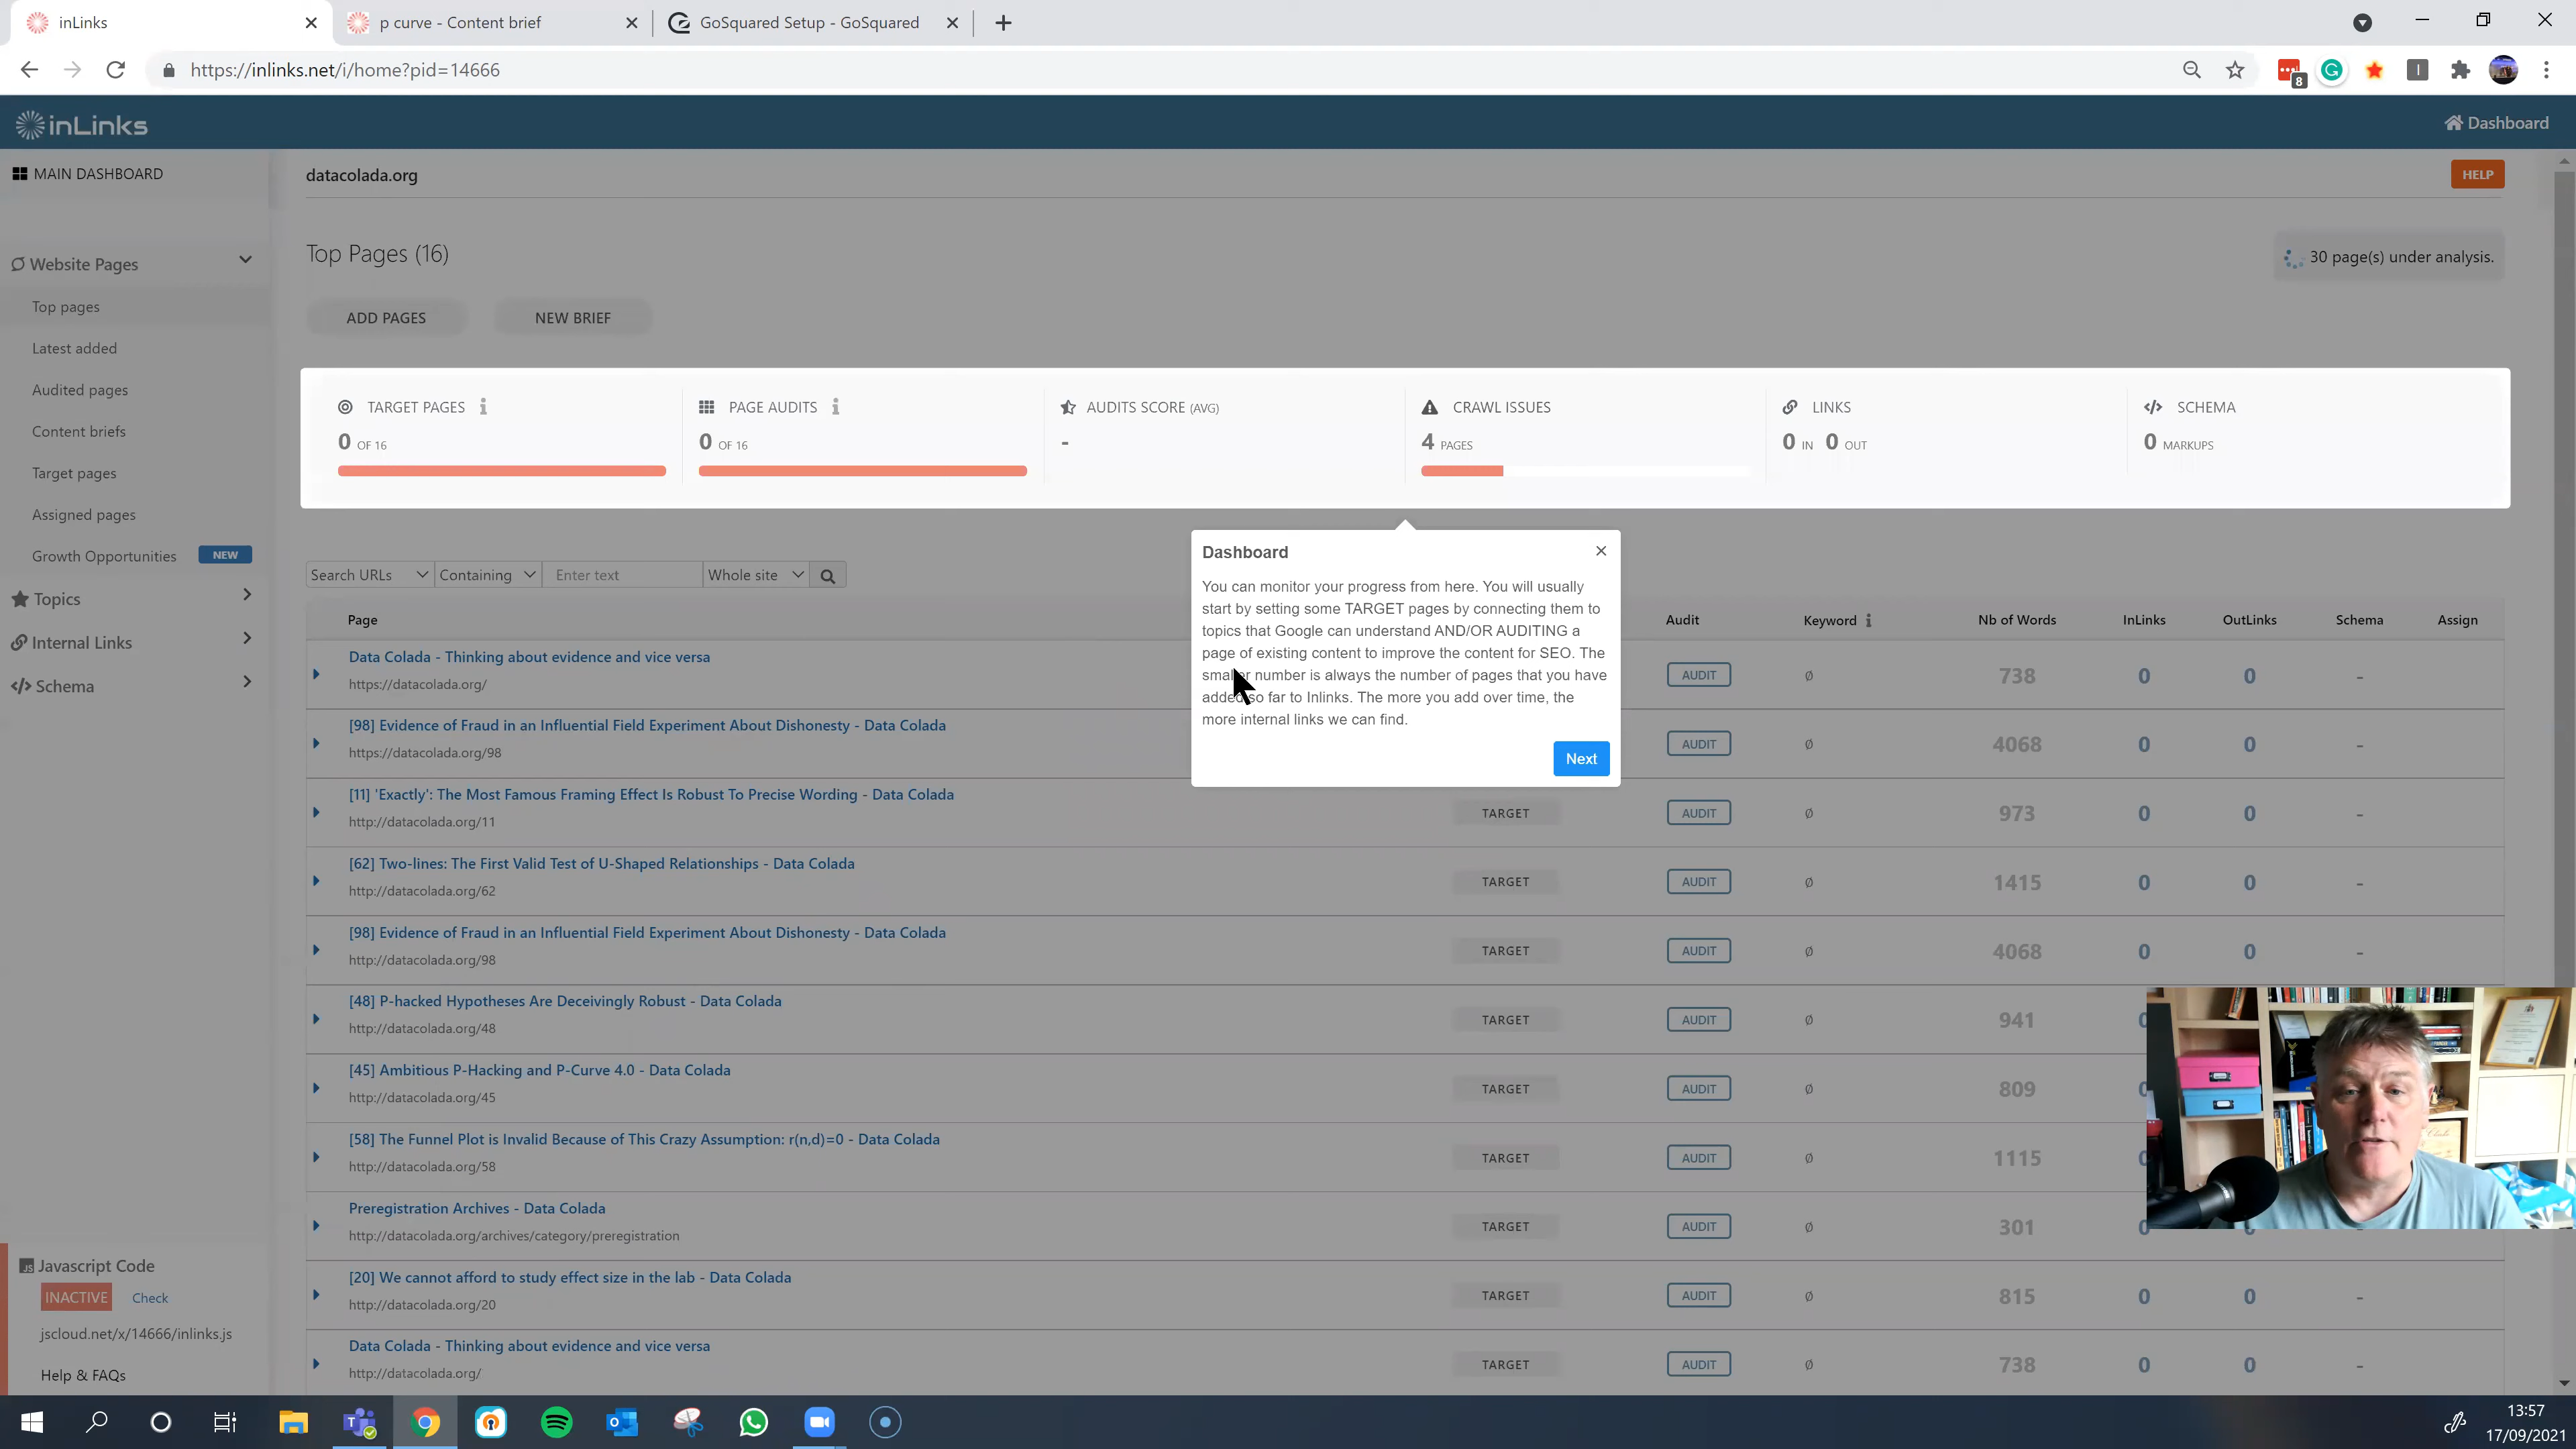 inLinks
p curve - Content brief
GoSquared Setup - GoSquared
https://inlinks.net/i/home?pid=14666
8
inLinks
Dashboard
MAIN DASHBOARD
datacolada.org
HELP
Website Pages
Top pages
Latest added
Audited pages
Content briefs
Target pages
Assigned pages
Growth Opportunities NEW
Topics
Internal Links
Schema
Top Pages (16)
30 page(s) under analysis.
ADD PAGES NEW BRIEF
TARGET PAGES
0 OF 16
PAGE AUDITS
0 OF 16
AUDITS SCORE (AVG)
-
CRAWL ISSUES
4 PAGES
LINKS
0 IN 0 OUT
SCHEMA
0 MARKUPS
Search URLs Containing Enter text Whole site
Dashboard
You can monitor your progress from here. You will usually
start by setting some TARGET pages by connecting them to
topics that Google can understand AND/OR AUDITING a
page of existing content to improve the content for SEO. The
smaller number is always the number of pages that you have
added so far to Inlinks. The more you add over time, the
more internal links we can find.
Next
Page Audit Keyword Nb of Words InLinks OutLinks Schema Assign
Data Colada - Thinking about evidence and vice versa
https://datacolada.org/
AUDIT ∅ 738 0 0 -
[98] Evidence of Fraud in an Influential Field Experiment About Dishonesty - Data Colada
https://datacolada.org/98
AUDIT ∅ 4068 0 0 -
[11] 'Exactly': The Most Famous Framing Effect Is Robust To Precise Wording - Data Colada
http://datacolada.org/11
TARGET AUDIT ∅ 973 0 0 -
[62] Two-lines: The First Valid Test of U-Shaped Relationships - Data Colada
http://datacolada.org/62
TARGET AUDIT ∅ 1415 0 0 -
[98] Evidence of Fraud in an Influential Field Experiment About Dishonesty - Data Colada
http://datacolada.org/98
TARGET AUDIT ∅ 4068 0 0 -
[48] P-hacked Hypotheses Are Deceivingly Robust - Data Colada
http://datacolada.org/48
TARGET AUDIT ∅ 941
[45] Ambitious P-Hacking and P-Curve 4.0 - Data Colada
http://datacolada.org/45
TARGET AUDIT ∅ 809
[58] The Funnel Plot is Invalid Because of This Crazy Assumption: r(n,d)=0 - Data Colada
http://datacolada.org/58
TARGET AUDIT ∅ 1115
Preregistration Archives - Data Colada
http://datacolada.org/archives/category/preregistration
TARGET AUDIT ∅ 301
[20] We cannot afford to study effect size in the lab - Data Colada
http://datacolada.org/20
TARGET AUDIT ∅ 815 0 0 -
Data Colada - Thinking about evidence and vice versa
http://datacolada.org/
TARGET AUDIT ∅ 738 0 0 -
JS Javascript Code
INACTIVE Check
jscloud.net/x/14666/inlinks.js
Help & FAQs
13:57
17/09/2021